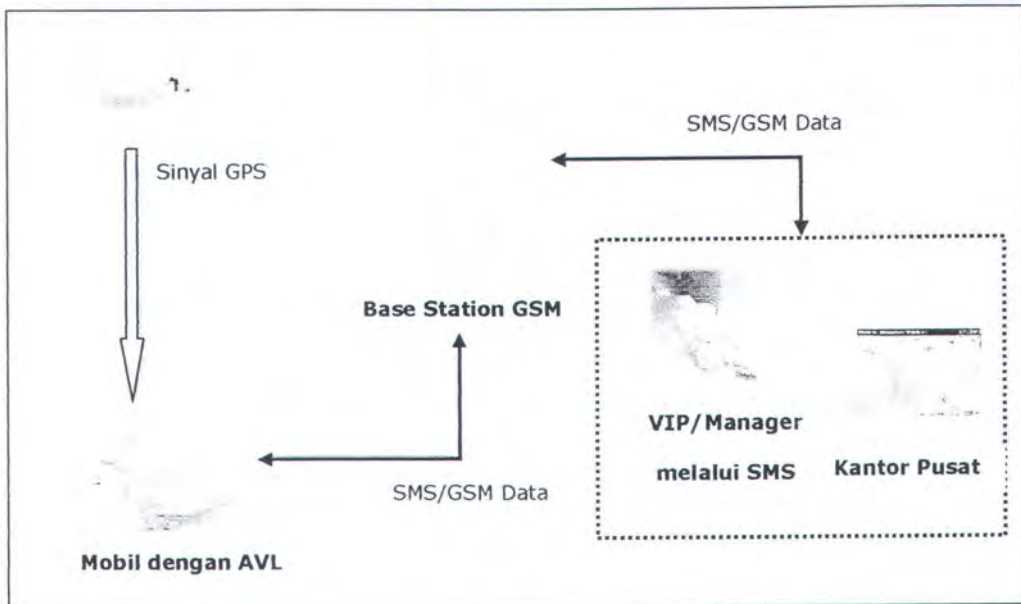 SMS/GSM Data
Sinyal GPS
Base Station GSM
VIP/Manager
melalui SMS
Kantor Pusat
SMS/GSM Data
Mobil dengan AVL